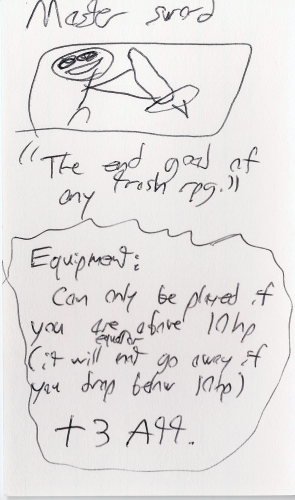 Master sword
"The end goal of
any trash rpg."
Equipment:
Can only be played if
you are equal or above 10hp
(it will not go away if
you drop below 10hp)
+3 Att.